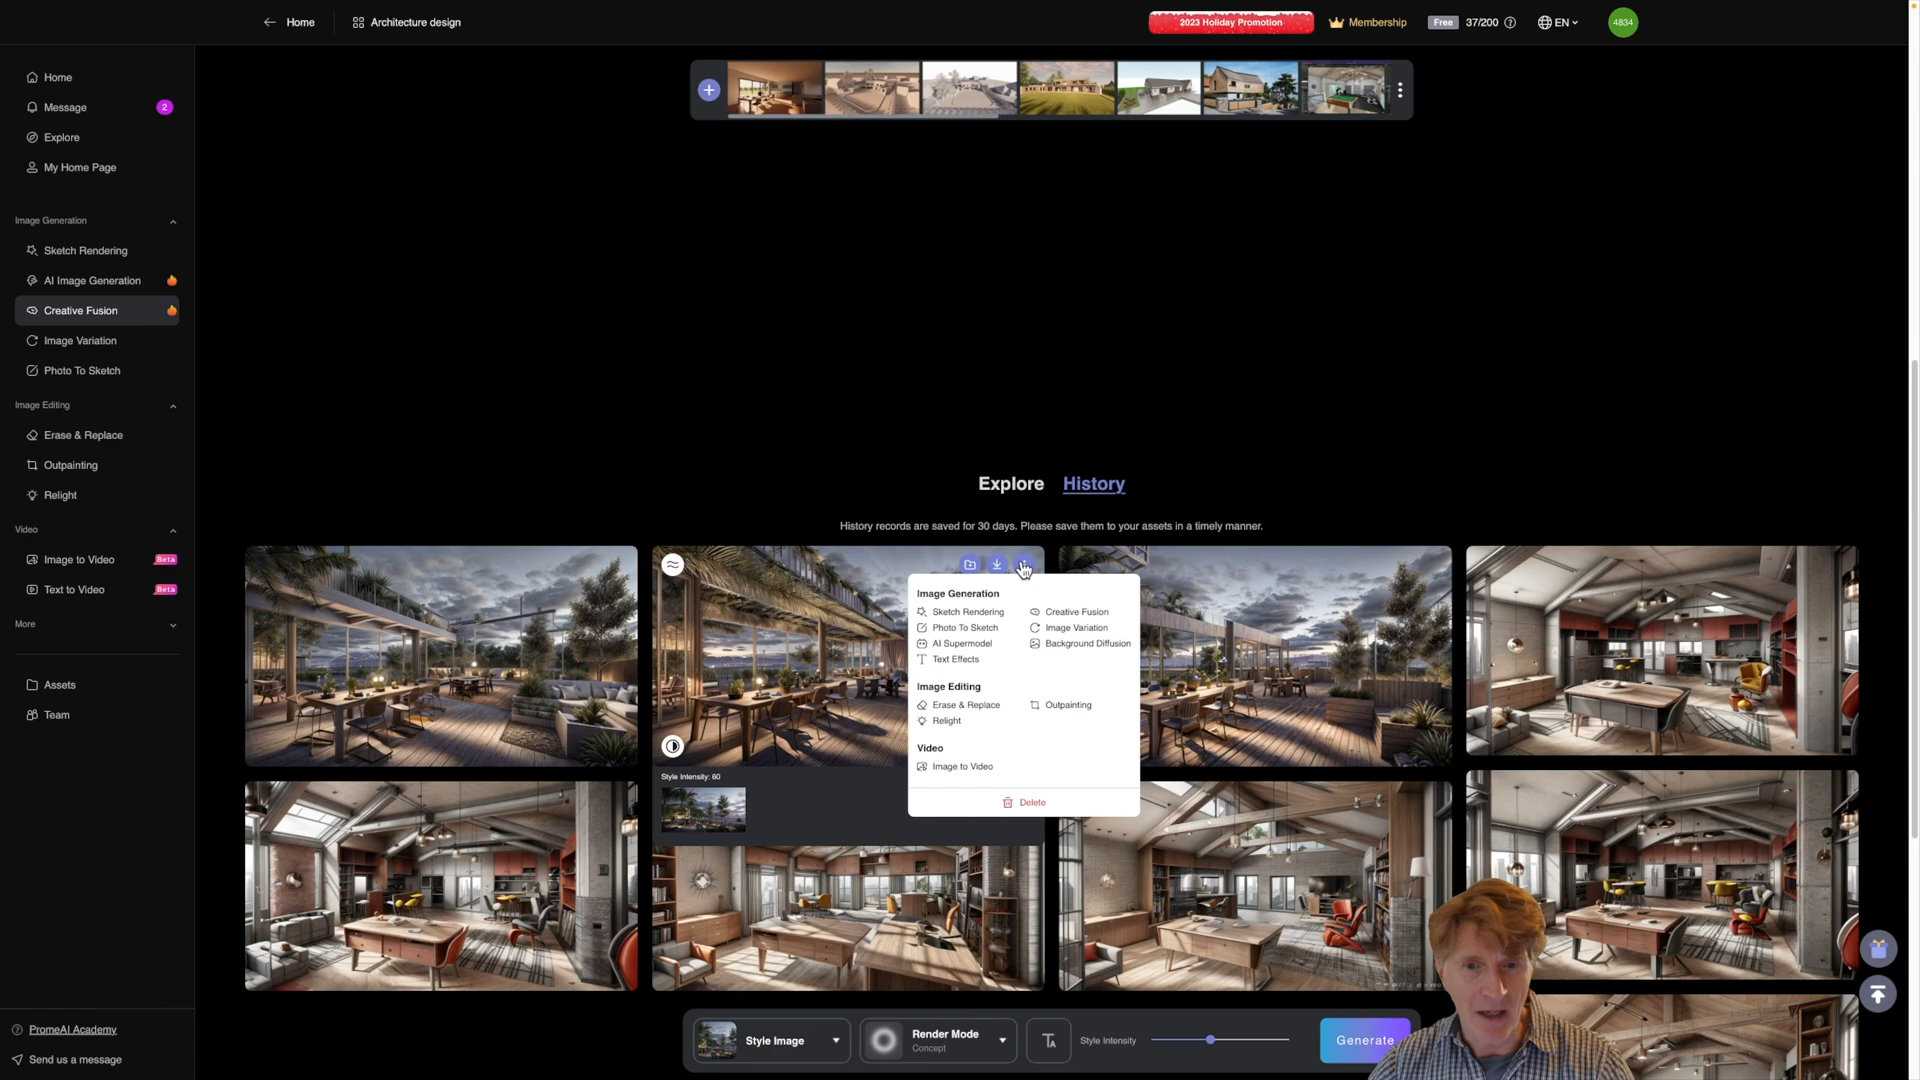 Home
Architecture design
2023 Holiday Promotion
Membership
Free
37/200
EN
4834
Home
Message
2
Explore
My Home Page
Image Generation
Sketch Rendering
AI Image Generation
Creative Fusion
Image Variation
Photo To Sketch
Image Editing
Erase & Replace
Outpainting
Relight
Video
Image to Video
Beta
Text to Video
Beta
More
Assets
Team
PromeAI Academy
Send us a message
Explore
History
History records are saved for 30 days. Please save them to your assets in a timely manner.
Image Generation
Sketch Rendering
Creative Fusion
Photo To Sketch
Image Variation
AI Supermodel
Background Diffusion
Text Effects
Image Editing
Erase & Replace
Outpainting
Relight
Video
Image to Video
Delete
Style Intensity: 60
Style Image
Render Mode
Concept
Style Intensity
Generate